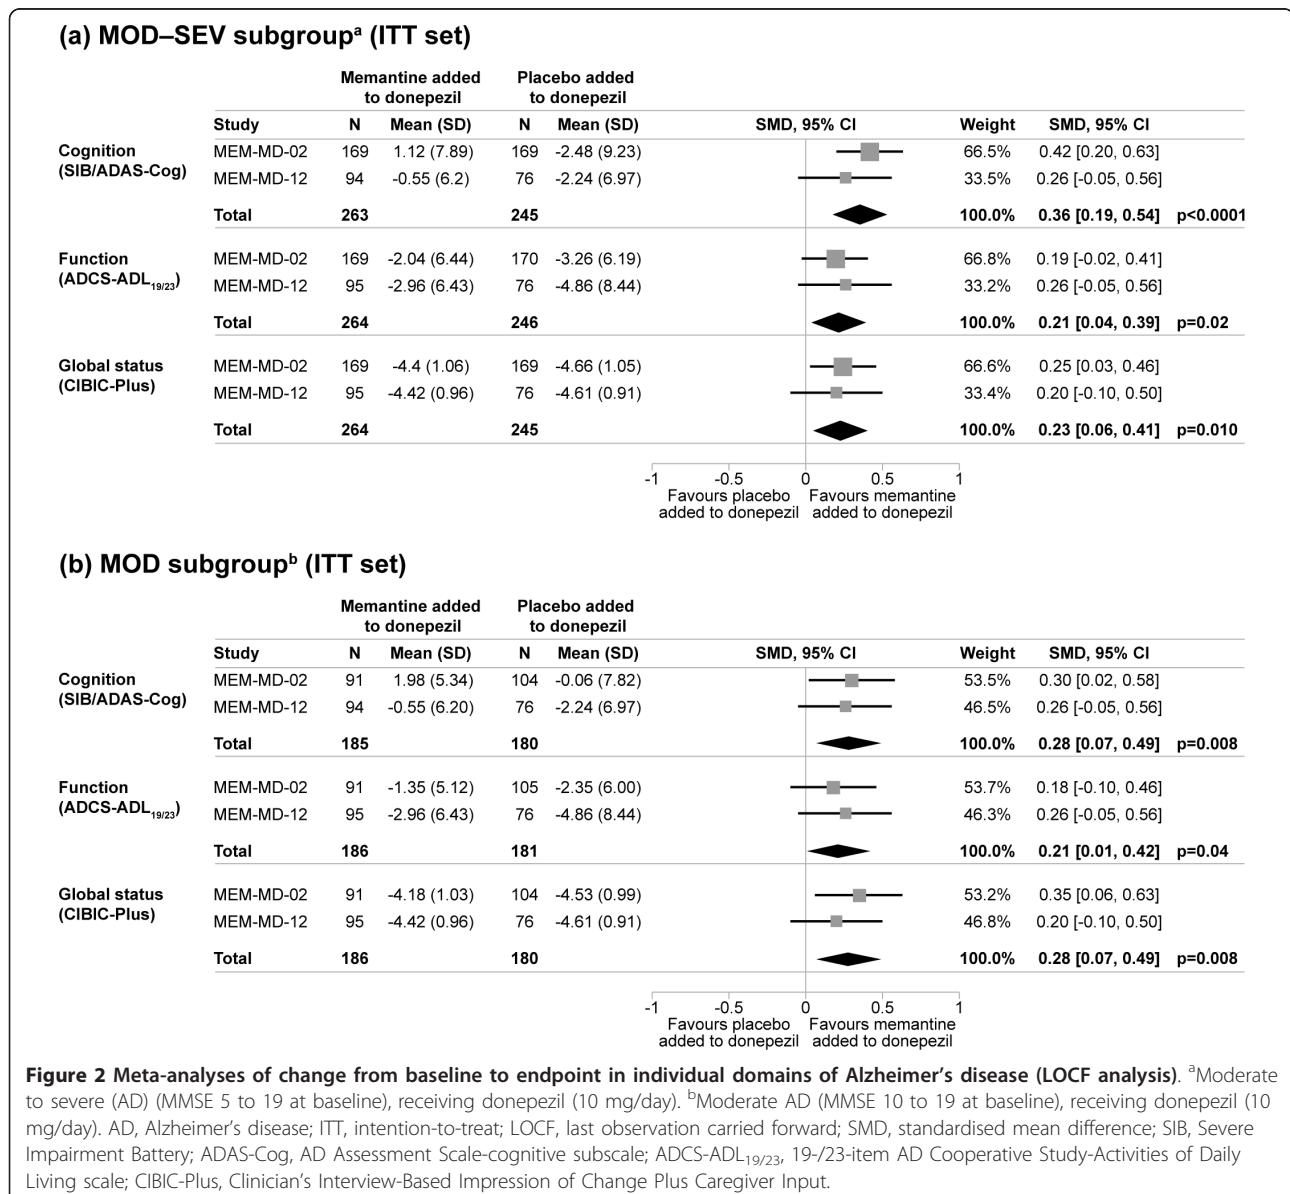 (a) MOD–SEV subgroupᵃ (ITT set)
Memantine added to donepezil Placebo added to donepezil
Study N Mean (SD) N Mean (SD) SMD, 95% CI Weight SMD, 95% CI
Cognition (SIB/ADAS-Cog) MEM-MD-02 169 1.12 (7.89) 169 -2.48 (9.23) 66.5% 0.42 [0.20, 0.63]
MEM-MD-12 94 -0.55 (6.2) 76 -2.24 (6.97) 33.5% 0.26 [-0.05, 0.56]
Total 263 245 100.0% 0.36 [0.19, 0.54] p<0.0001
Function (ADCS-ADL19/23) MEM-MD-02 169 -2.04 (6.44) 170 -3.26 (6.19) 66.8% 0.19 [-0.02, 0.41]
MEM-MD-12 95 -2.96 (6.43) 76 -4.86 (8.44) 33.2% 0.26 [-0.05, 0.56]
Total 264 246 100.0% 0.21 [0.04, 0.39] p=0.02
Global status (CIBIC-Plus) MEM-MD-02 169 -4.4 (1.06) 169 -4.66 (1.05) 66.6% 0.25 [0.03, 0.46]
MEM-MD-12 95 -4.42 (0.96) 76 -4.61 (0.91) 33.4% 0.20 [-0.10, 0.50]
Total 264 245 100.0% 0.23 [0.06, 0.41] p=0.010
-1 -0.5 0 0.5 1
Favours placebo added to donepezil Favours memantine added to donepezil
(b) MOD subgroupᵇ (ITT set)
Memantine added to donepezil Placebo added to donepezil
Study N Mean (SD) N Mean (SD) SMD, 95% CI Weight SMD, 95% CI
Cognition (SIB/ADAS-Cog) MEM-MD-02 91 1.98 (5.34) 104 -0.06 (7.82) 53.5% 0.30 [0.02, 0.58]
MEM-MD-12 94 -0.55 (6.20) 76 -2.24 (6.97) 46.5% 0.26 [-0.05, 0.56]
Total 185 180 100.0% 0.28 [0.07, 0.49] p=0.008
Function (ADCS-ADL19/23) MEM-MD-02 91 -1.35 (5.12) 105 -2.35 (6.00) 53.7% 0.18 [-0.10, 0.46]
MEM-MD-12 95 -2.96 (6.43) 76 -4.86 (8.44) 46.3% 0.26 [-0.05, 0.56]
Total 186 181 100.0% 0.21 [0.01, 0.42] p=0.04
Global status (CIBIC-Plus) MEM-MD-02 91 -4.18 (1.03) 104 -4.53 (0.99) 53.2% 0.35 [0.06, 0.63]
MEM-MD-12 95 -4.42 (0.96) 76 -4.61 (0.91) 46.8% 0.20 [-0.10, 0.50]
Total 186 180 100.0% 0.28 [0.07, 0.49] p=0.008
-1 -0.5 0 0.5 1
Favours placebo added to donepezil Favours memantine added to donepezil
Figure 2 Meta-analyses of change from baseline to endpoint in individual domains of Alzheimer's disease (LOCF analysis). ᵃModerate
to severe (AD) (MMSE 5 to 19 at baseline), receiving donepezil (10 mg/day). ᵇModerate AD (MMSE 10 to 19 at baseline), receiving donepezil (10
mg/day). AD, Alzheimer's disease; ITT, intention-to-treat; LOCF, last observation carried forward; SMD, standardised mean difference; SIB, Severe
Impairment Battery; ADAS-Cog, AD Assessment Scale-cognitive subscale; ADCS-ADL19/23, 19-/23-item AD Cooperative Study-Activities of Daily
Living scale; CIBIC-Plus, Clinician's Interview-Based Impression of Change Plus Caregiver Input.